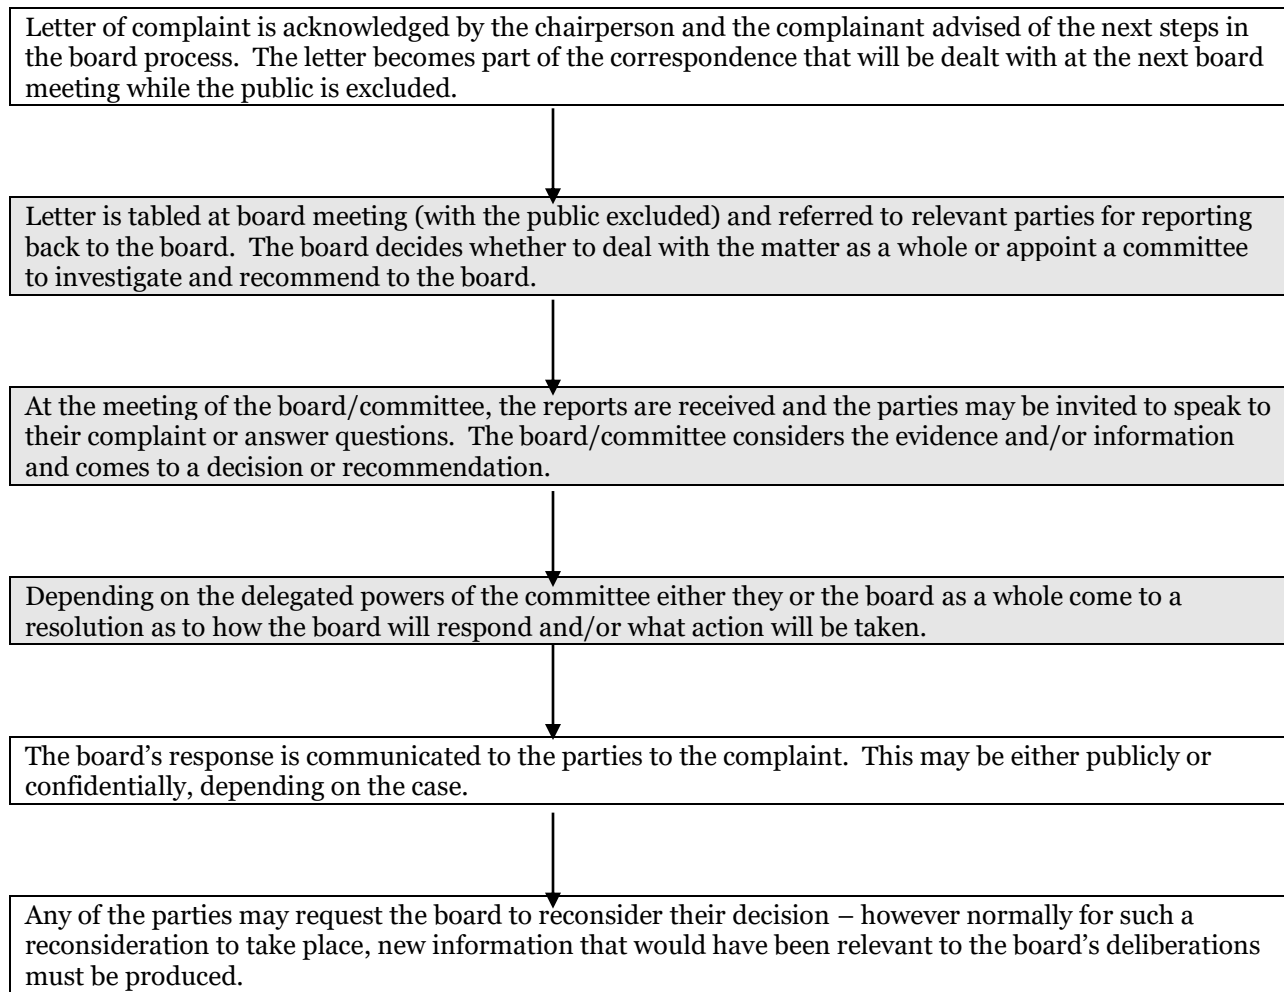 Letter of complaint is acknowledged by the chairperson and the complainant advised of the next steps in
the board process.  The letter becomes part of the correspondence that will be dealt with at the next board
meeting while the public is excluded.
Letter is tabled at board meeting (with the public excluded) and referred to relevant parties for reporting
back to the board.  The board decides whether to deal with the matter as a whole or appoint a committee
to investigate and recommend to the board.
At the meeting of the board/committee, the reports are received and the parties may be invited to speak to
their complaint or answer questions.  The board/committee considers the evidence and/or information
and comes to a decision or recommendation.
Depending on the delegated powers of the committee either they or the board as a whole come to a
resolution as to how the board will respond and/or what action will be taken.
The board’s response is communicated to the parties to the complaint.  This may be either publicly or
confidentially, depending on the case.
Any of the parties may request the board to reconsider their decision – however normally for such a
reconsideration to take place, new information that would have been relevant to the board’s deliberations
must be produced.